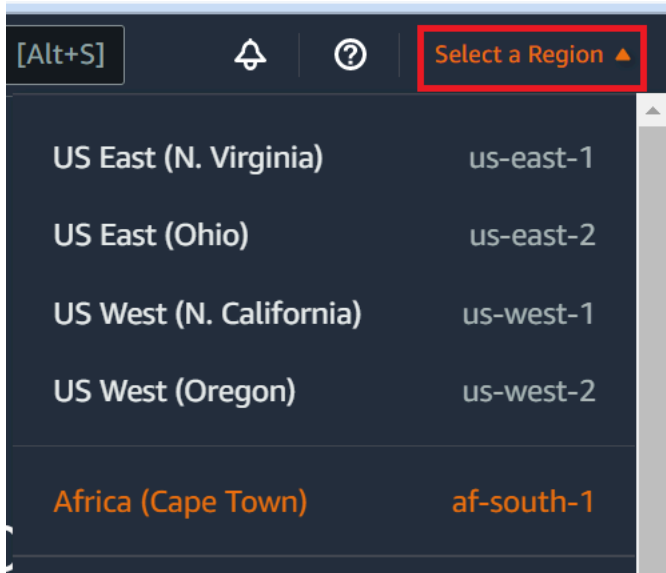 [Alt+S] Select a Region
US East (N. Virginia) us-east-1
US East (Ohio) us-east-2
US West (N. California) us-west-1
US West (Oregon) us-west-2
Africa (Cape Town) af-south-1